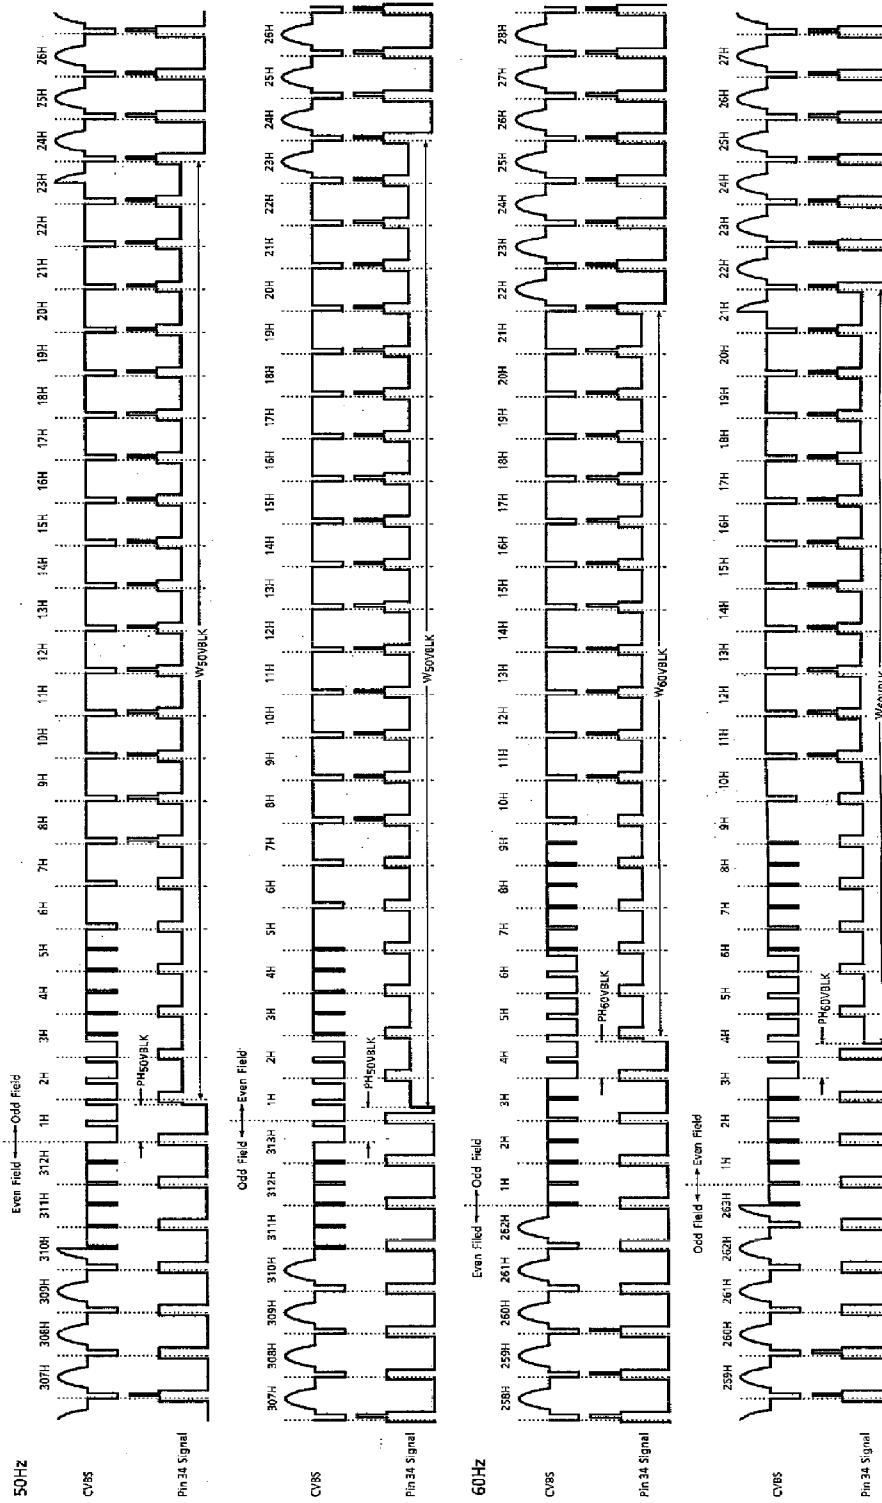 50Hz
Even Field Odd Field
307H 308H 309H 310H 311H 312H 1H 2H 3H 4H 5H 6H 7H 8H 9H 10H 11H 12H 13H 14H 15H 16H 17H 18H 19H 20H 21H 22H 23H 24H 25H 26H
CVBS
PH50VBLK
W50VBLK
Pin 34 Signal
Odd Field Even Field
307H 308H 309H 310H 311H 312H 313H 1H 2H 3H 4H 5H 6H 7H 8H 9H 10H 11H 12H 13H 14H 15H 16H 17H 18H 19H 20H 21H 22H 23H 24H 25H 26H
CVBS
PH50VBLK
W50VBLK
Pin 34 Signal
60Hz
Even Filed Odd Field
258H 259H 260H 261H 262H 1H 2H 3H 4H 5H 6H 7H 8H 9H 10H 11H 12H 13H 14H 15H 16H 17H 18H 19H 20H 21H 22H 23H 24H 25H 26H 27H 28H
CVBS
PH60VBLK
W60VBLK
Pin 34 Signal
Odd Field Even Field
259H 260H 261H 262H 263H 1H 2H 3H 4H 5H 6H 7H 8H 9H 10H 11H 12H 13H 14H 15H 16H 17H 18H 19H 20H 21H 22H 23H 24H 25H 26H 27H
CVBS
PH60VBLK
Pin 34 Signal